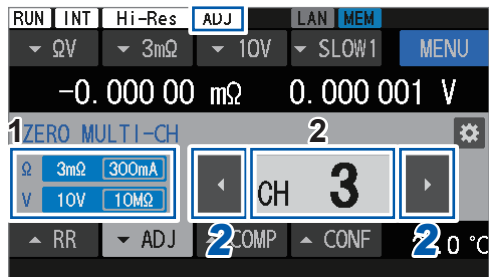 RUN INT Hi-Res ADJ LAN MEM
ΩV 3mΩ 10V SLOW1 MENU
-0. 000 00 mΩ 0. 000 001 V
1 ZERO MULTI-CH 2
Ω 3mΩ 300mA
V 10V 10MΩ
CH 3
2 2
RR ADJ COMP CONF .0 °C